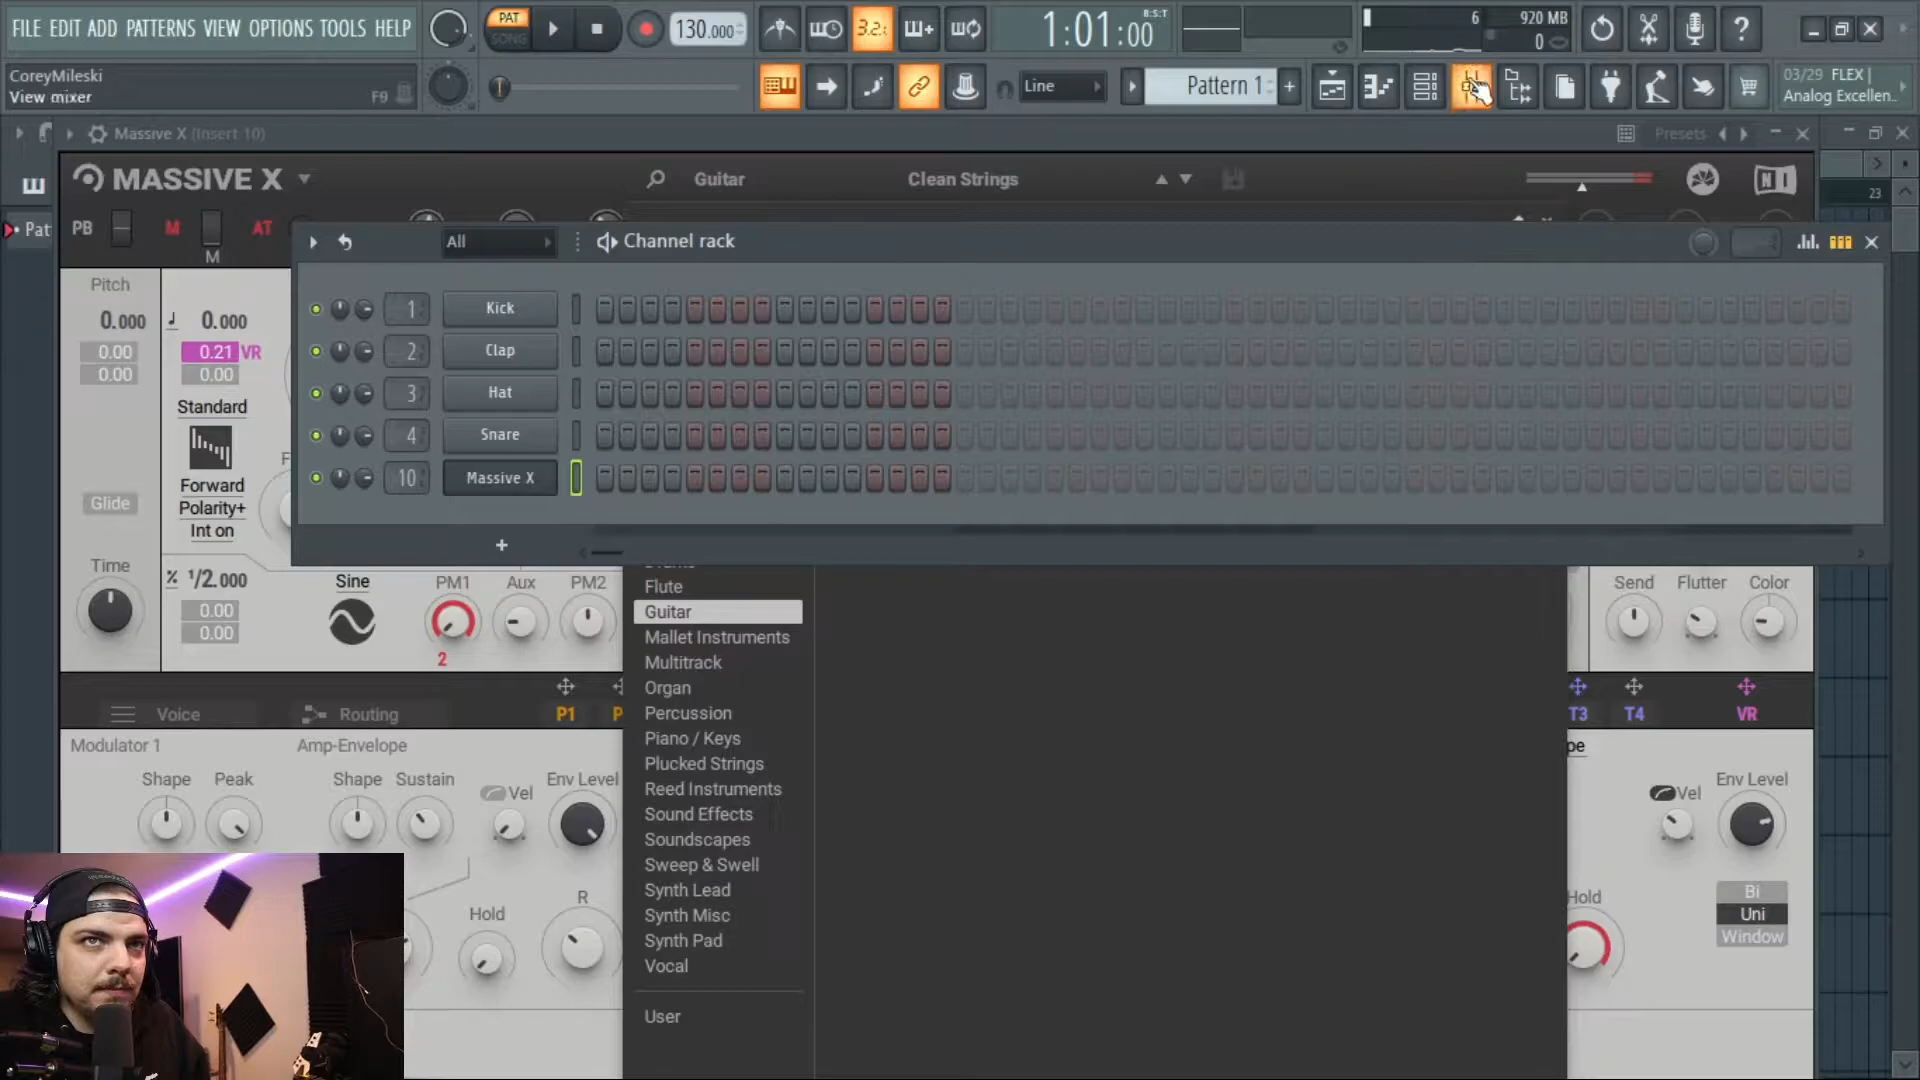 FILE EDIT ADD PATTERNS VIEW OPTIONS TOOLS HELP
PAT
SONG
130.000
3.2.
1:01:00
B:S:T
6
920 MB
0
CoreyMileski
View mixer
F9
Line
Pattern 1
03/29 FLEX |
Analog Excellen..
Massive X (Insert 10)
Presets
MASSIVE X
Guitar
Clean Strings
NI
23
PB
M
AT
M
Pat
All
Channel rack
1
Kick
2
Clap
3
Hat
4
Snare
10
Massive X
Pitch
0.000
0.00
0.00
0.000
0.21 VR
0.00
Standard
Forward
Polarity+
Int on
Glide
Time
1/2.000
0.00
0.00
Sine
PM1
Aux
PM2
2
Flute
Guitar
Mallet Instruments
Multitrack
Organ
Percussion
Piano / Keys
Plucked Strings
Reed Instruments
Sound Effects
Soundscapes
Sweep & Swell
Synth Lead
Synth Misc
Synth Pad
Vocal
User
Send
Flutter
Color
Voice
Routing
P1
P
T3
T4
VR
Modulator 1
Amp-Envelope
Shape
Peak
Shape
Sustain
Vel
Env Level
Hold
R
pe
Vel
Env Level
Hold
Bi
Uni
Window